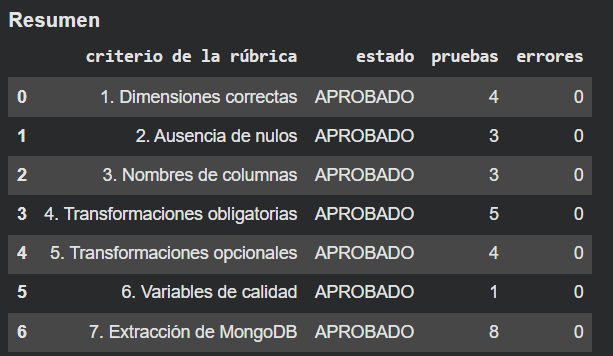 Resumen
criterio de la rúbrica estado pruebas errores
0 1. Dimensiones correctas APROBADO 4 0
1 2. Ausencia de nulos APROBADO 3 0
2 3. Nombres de columnas APROBADO 3 0
3 4. Transformaciones obligatorias APROBADO 5 0
4 5. Transformaciones opcionales APROBADO 4 0
5 6. Variables de calidad APROBADO 1 0
6 7. Extracción de MongoDB APROBADO 8 0